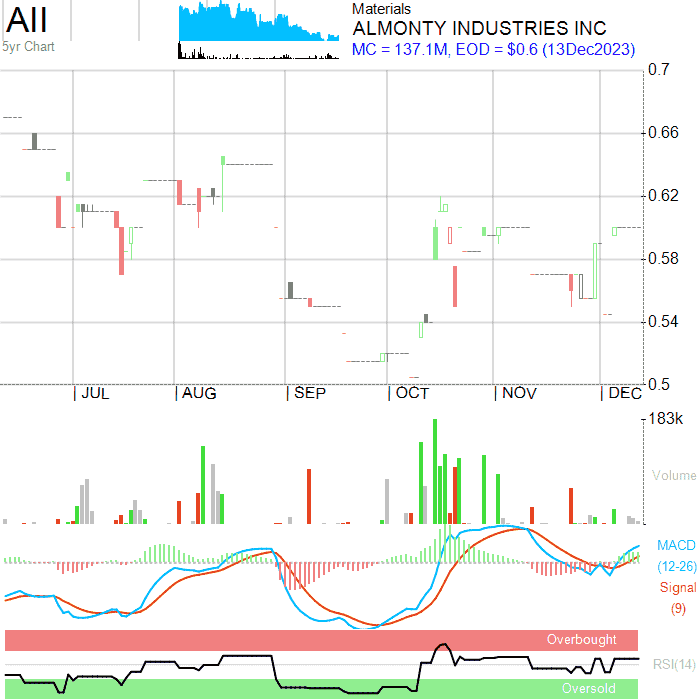 AII
5yr Chart
Materials
ALMONTY INDUSTRIES INC
MC = 137.1M, EOD = $0.6 (13Dec2023)
0.7
0.66
0.62
0.58
0.54
0.5
| JUL | AUG | SEP | OCT | NOV | DEC
183k
Volume
MACD
(12-26)
Signal
(9)
Overbought
RSI(14)
Oversold